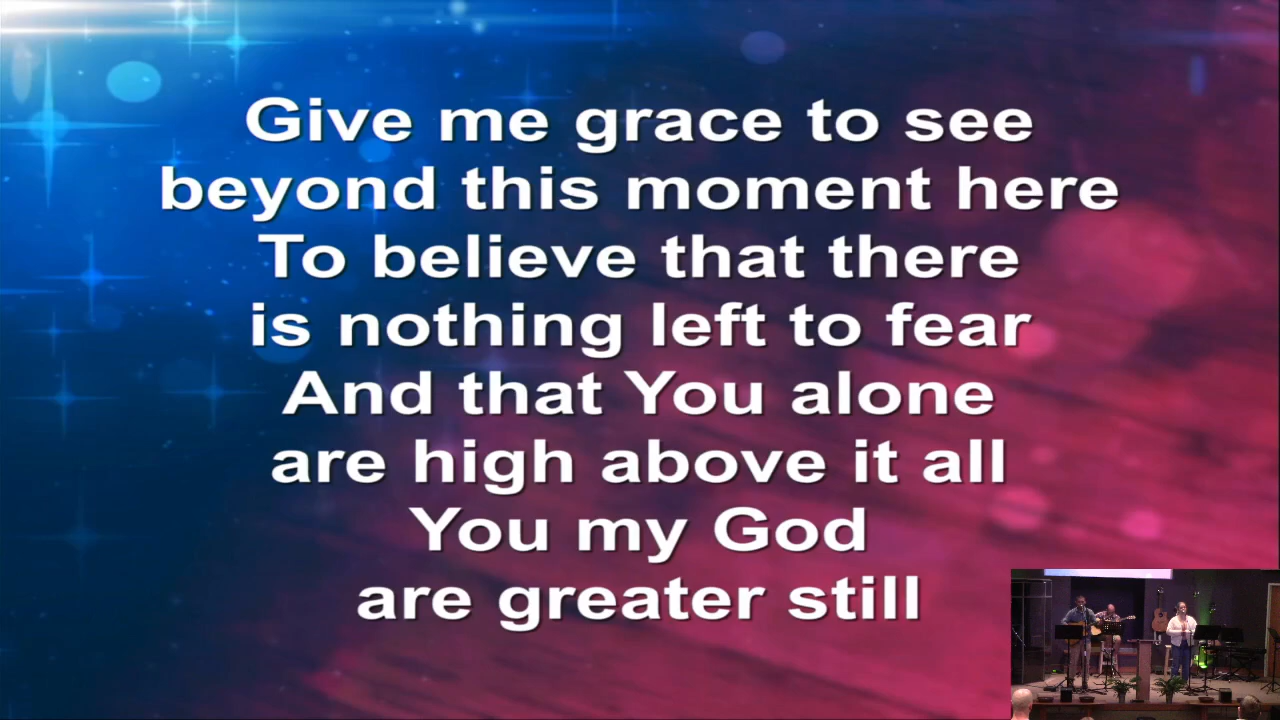 Give me grace to see
beyond this moment here
To believe that there
is nothing left to fear
And that You alone
are high above it all
You my God
are greater still